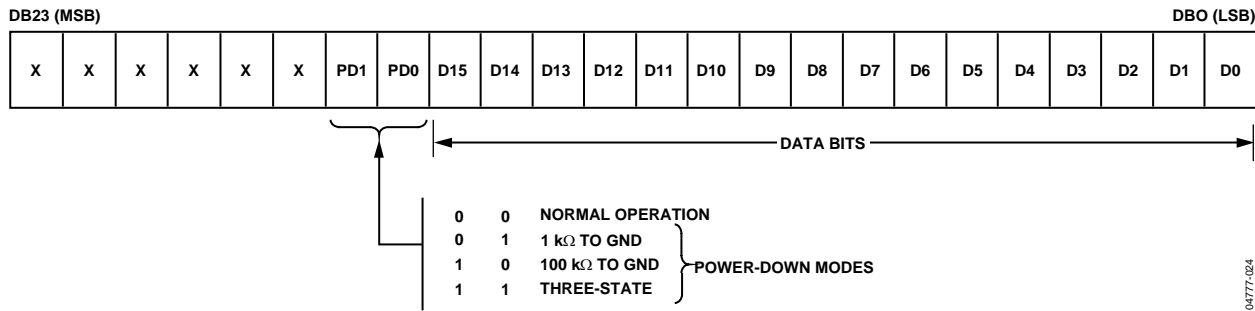 DB23 (MSB) DBO (LSB)
X X X X X X PD1 PD0 D15 D14 D13 D12 D11 D10 D9 D8 D7 D6 D5 D4 D3 D2 D1 D0
DATA BITS
0 0 NORMAL OPERATION
0 1 1 kΩ TO GND
1 0 100 kΩ TO GND
POWER-DOWN MODES
1 1 THREE-STATE
04777-024